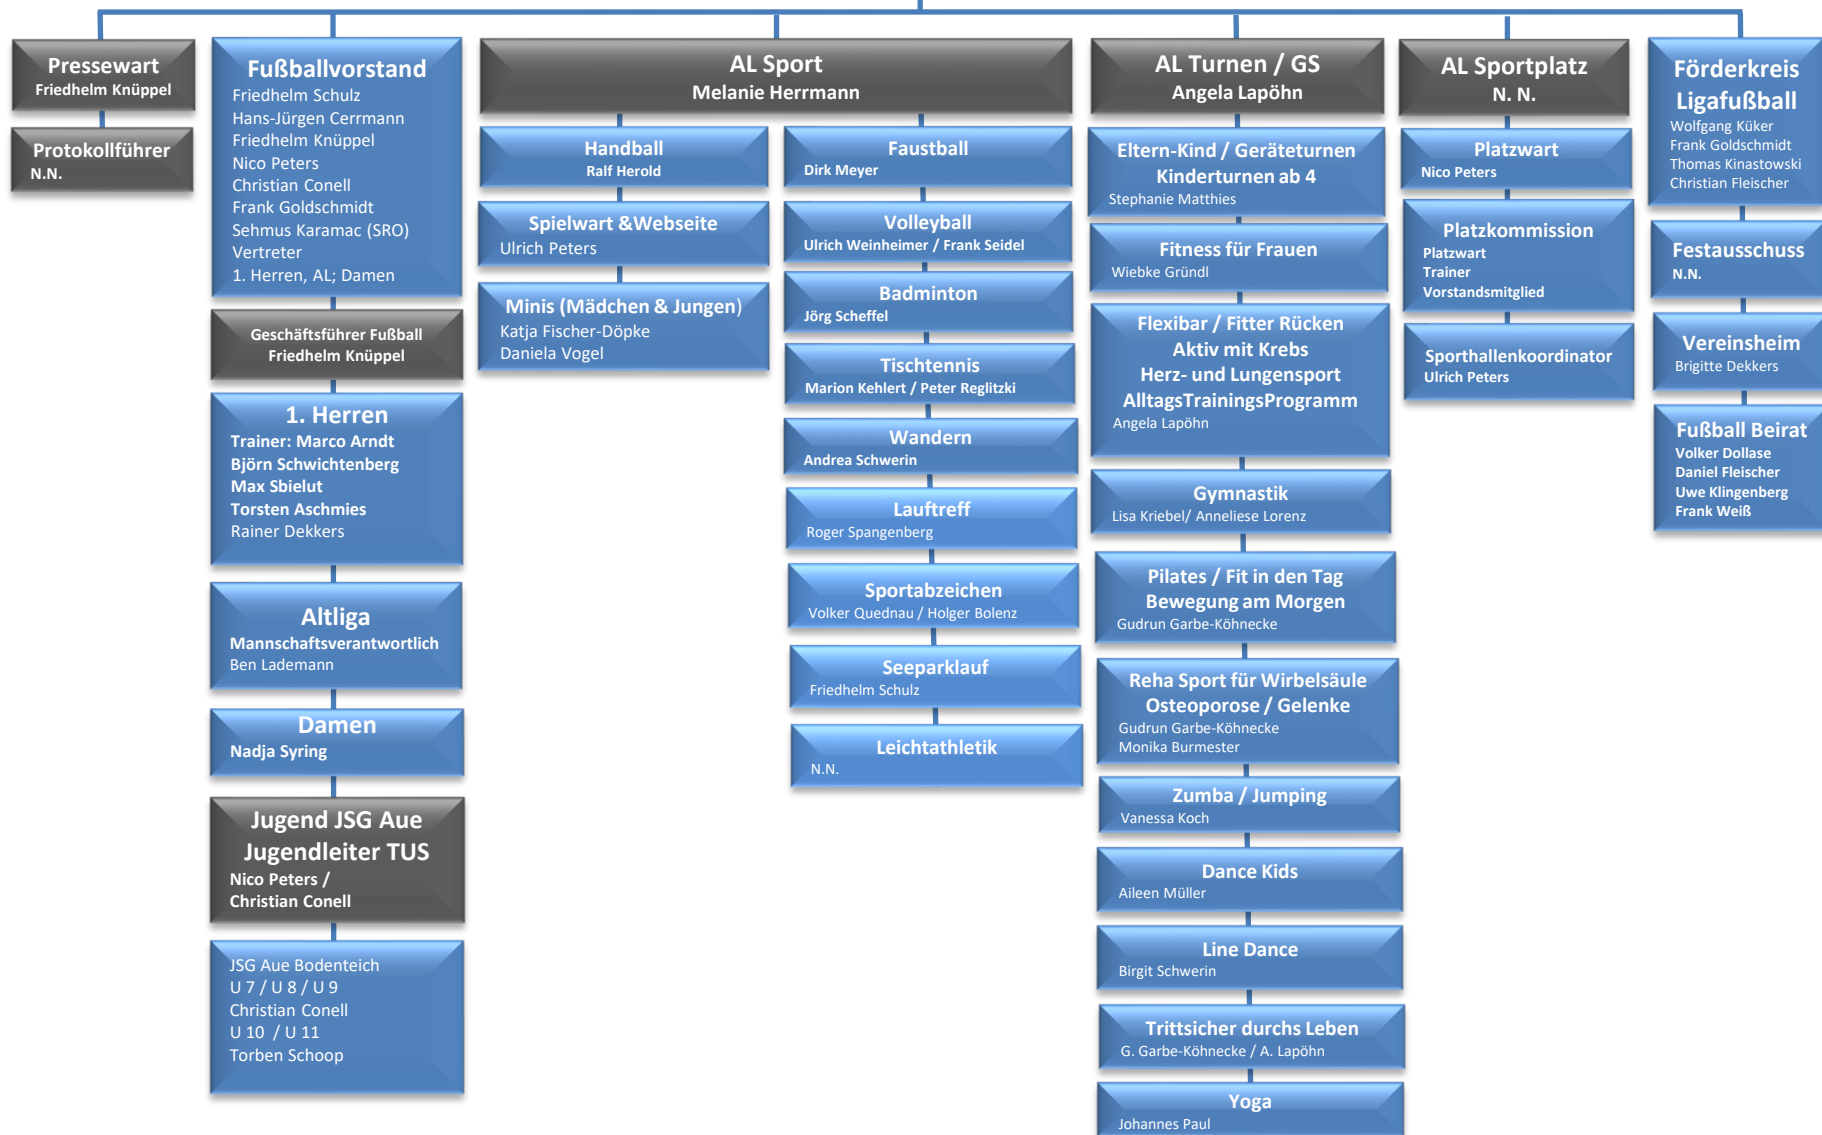 Pressewart
Friedhelm Knüppel
Protokollführer
N.N.
Fußballvorstand
Friedhelm Schulz
Hans-Jürgen Cerrmann
Friedhelm Knüppel
Nico Peters
Christian Conell
Frank Goldschmidt
Sehmus Karamac (SRO)
Vertreter
1. Herren, AL; Damen
Geschäftsführer Fußball
Friedhelm Knüppel
1. Herren
Trainer: Marco Arndt
Björn Schwichtenberg
Max Sbielut
Torsten Aschmies
Rainer Dekkers
Altliga
Mannschaftsverantwortlich
Ben Lademann
Damen
Nadja Syring
Jugend JSG Aue
Jugendleiter TUS
Nico Peters /
Christian Conell
JSG Aue Bodenteich
U 7 / U 8 / U 9
Christian Conell
U 10 / U 11
Torben Schoop
AL Sport
Melanie Herrmann
Handball
Ralf Herold
Spielwart &Webseite
Ulrich Peters
Minis (Mädchen & Jungen)
Katja Fischer-Döpke
Daniela Vogel
Faustball
Dirk Meyer
Volleyball
Ulrich Weinheimer / Frank Seidel
Badminton
Jörg Scheffel
Tischtennis
Marion Kehlert / Peter Reglitzki
Wandern
Andrea Schwerin
Lauftreff
Roger Spangenberg
Sportabzeichen
Volker Quednau / Holger Bolenz
Seeparklauf
Friedhelm Schulz
Leichtathletik
N.N.
AL Turnen / GS
Angela Lapöhn
Eltern-Kind / Geräteturnen
Kinderturnen ab 4
Stephanie Matthies
Fitness für Frauen
Wiebke Gründl
Flexibar / Fitter Rücken
Aktiv mit Krebs
Herz- und Lungensport
AlltagsTrainingsProgramm
Angela Lapöhn
Gymnastik
Lisa Kriebel/ Anneliese Lorenz
Pilates / Fit in den Tag
Bewegung am Morgen
Gudrun Garbe-Köhnecke
Reha Sport für Wirbelsäule
Osteoporose / Gelenke
Gudrun Garbe-Köhnecke
Monika Burmester
Zumba / Jumping
Vanessa Koch
Dance Kids
Aileen Müller
Line Dance
Birgit Schwerin
Trittsicher durchs Leben
G. Garbe-Köhnecke / A. Lapöhn
Yoga
Johannes Paul
AL Sportplatz
N. N.
Platzwart
Nico Peters
Platzkommission
Platzwart
Trainer
Vorstandsmitglied
Sporthallenkoordinator
Ulrich Peters
Förderkreis
Ligafußball
Wolfgang Küker
Frank Goldschmidt
Thomas Kinastowski
Christian Fleischer
Festausschuss
N.N.
Vereinsheim
Brigitte Dekkers
Fußball Beirat
Volker Dollase
Daniel Fleischer
Uwe Klingenberg
Frank Weiß